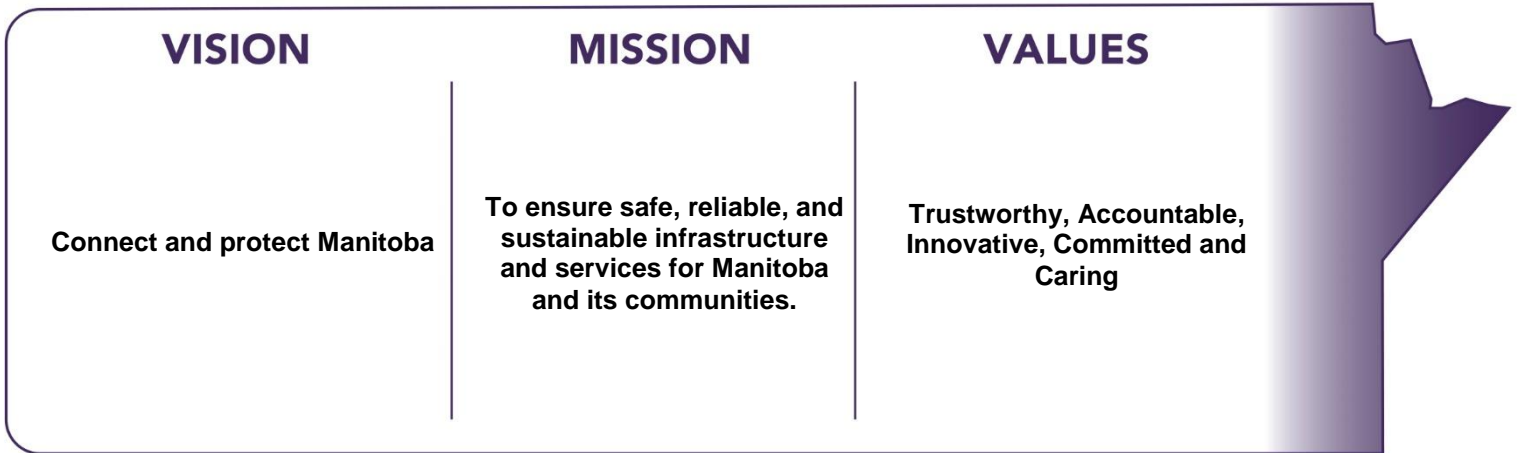 VISION
Connect and protect Manitoba
MISSION
To ensure safe, reliable, and
sustainable infrastructure
and services for Manitoba
and its communities.
VALUES
Trustworthy, Accountable,
Innovative, Committed and
Caring